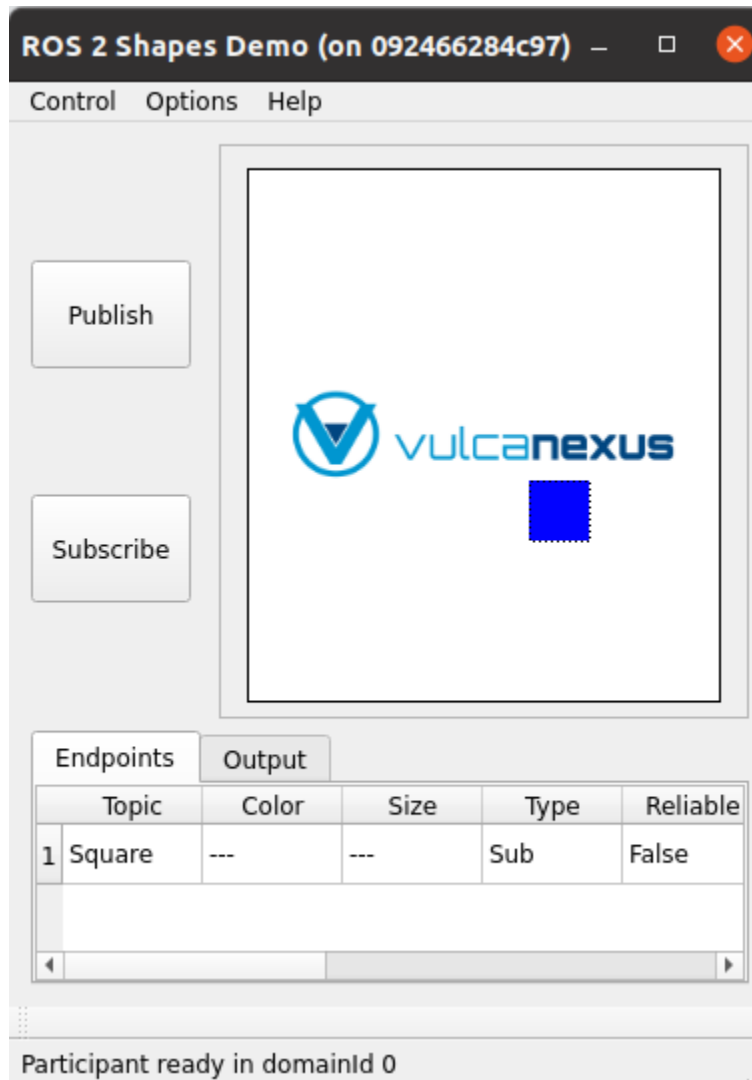 ROS 2 Shapes Demo (on 092466284c97)
Control Options Help
Publish
vulcanexus
Subscribe
Endpoints Output
Topic Color Size Type Reliable
1 Square --- --- Sub False
Participant ready in domainId 0